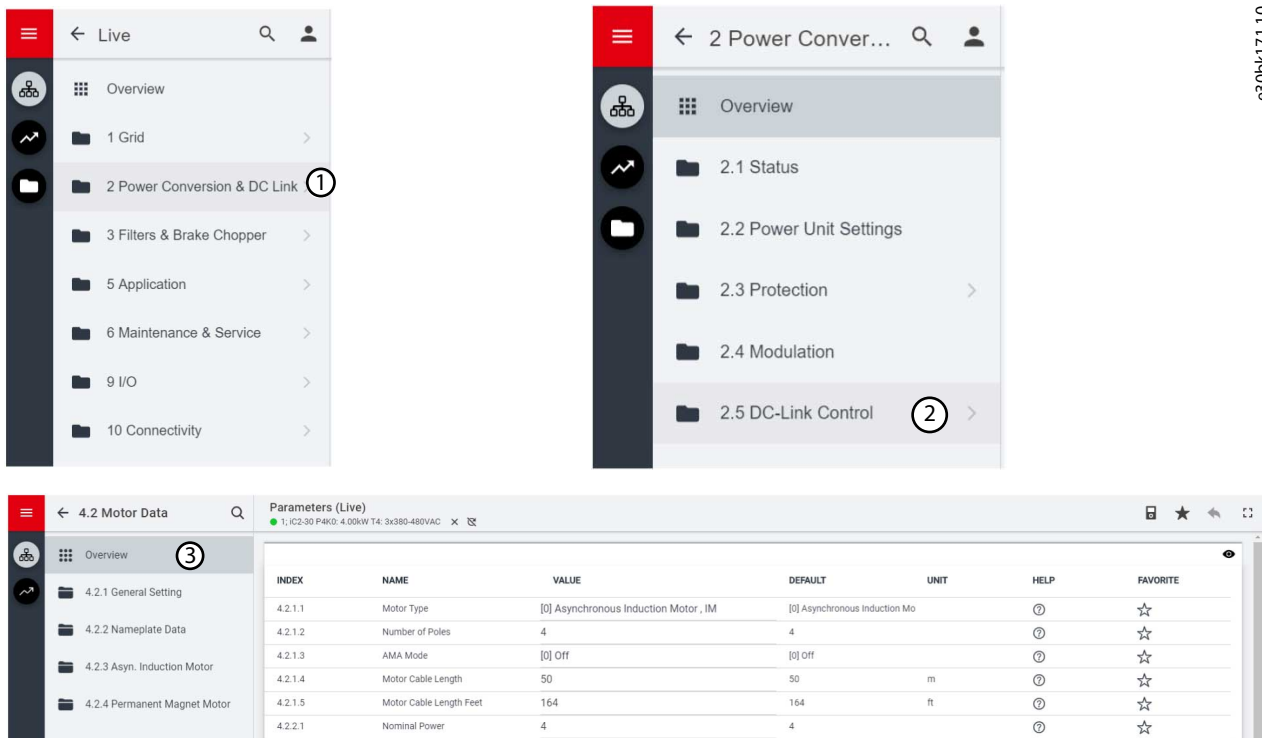 Live
Overview
1 Grid
2 Power Conversion & DC Link
1
3 Filters & Brake Chopper
5 Application
6 Maintenance & Service
9 I/O
10 Connectivity
2 Power Conver...
Overview
2.1 Status
2.2 Power Unit Settings
2.3 Protection
2.4 Modulation
2.5 DC-Link Control
2
4.2 Motor Data
Overview
3
4.2.1 General Setting
4.2.2 Nameplate Data
4.2.3 Asyn. Induction Motor
4.2.4 Permanent Magnet Motor
Parameters (Live)
1; iC2-30 P4K0: 4.00kW T4: 3x380-480VAC
INDEX NAME VALUE DEFAULT UNIT HELP FAVORITE
4.2.1.1 Motor Type [0] Asynchronous Induction Motor , IM [0] Asynchronous Induction Mo
4.2.1.2 Number of Poles 4 4
4.2.1.3 AMA Mode [0] Off [0] Off
4.2.1.4 Motor Cable Length 50 50 m
4.2.1.5 Motor Cable Length Feet 164 164 ft
4.2.2.1 Nominal Power 4 4